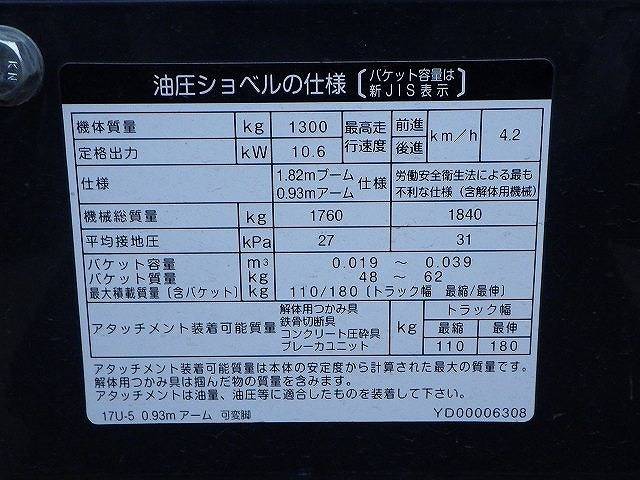 KN
油圧ショベルの仕様 〔バケット容量は 新JIS表示〕
機体質量 kg 1300 最高走行速度 前進 後進 km/h 4.2
定格出力 kW 10.6
仕様 1.82mブーム 0.93mアーム 仕様 労働安全衛生法による最も不利な仕様（含解体用機械）
機械総質量 kg 1760 1840
平均接地圧 kPa 27 31
バケット容量 m³ 0.019 ～ 0.039
バケット質量 kg 48 ～ 62
最大積載質量〔含バケット〕 kg 110/180〔トラック幅 最縮/最伸〕
アタッチメント装着可能質量 解体用つかみ具 鉄骨切断具 コンクリート圧砕具 ブレーカユニット kg トラック幅 最縮 最伸 110 180
アタッチメント装着可能質量は本体の安定度から計算された最大の質量です。
解体用つかみ具は掴んだ物の質量を含みます。
アタッチメントは油量、油圧等に適合したものを装着して下さい。
17U-5 0.93mアーム 可変脚 YD00006308